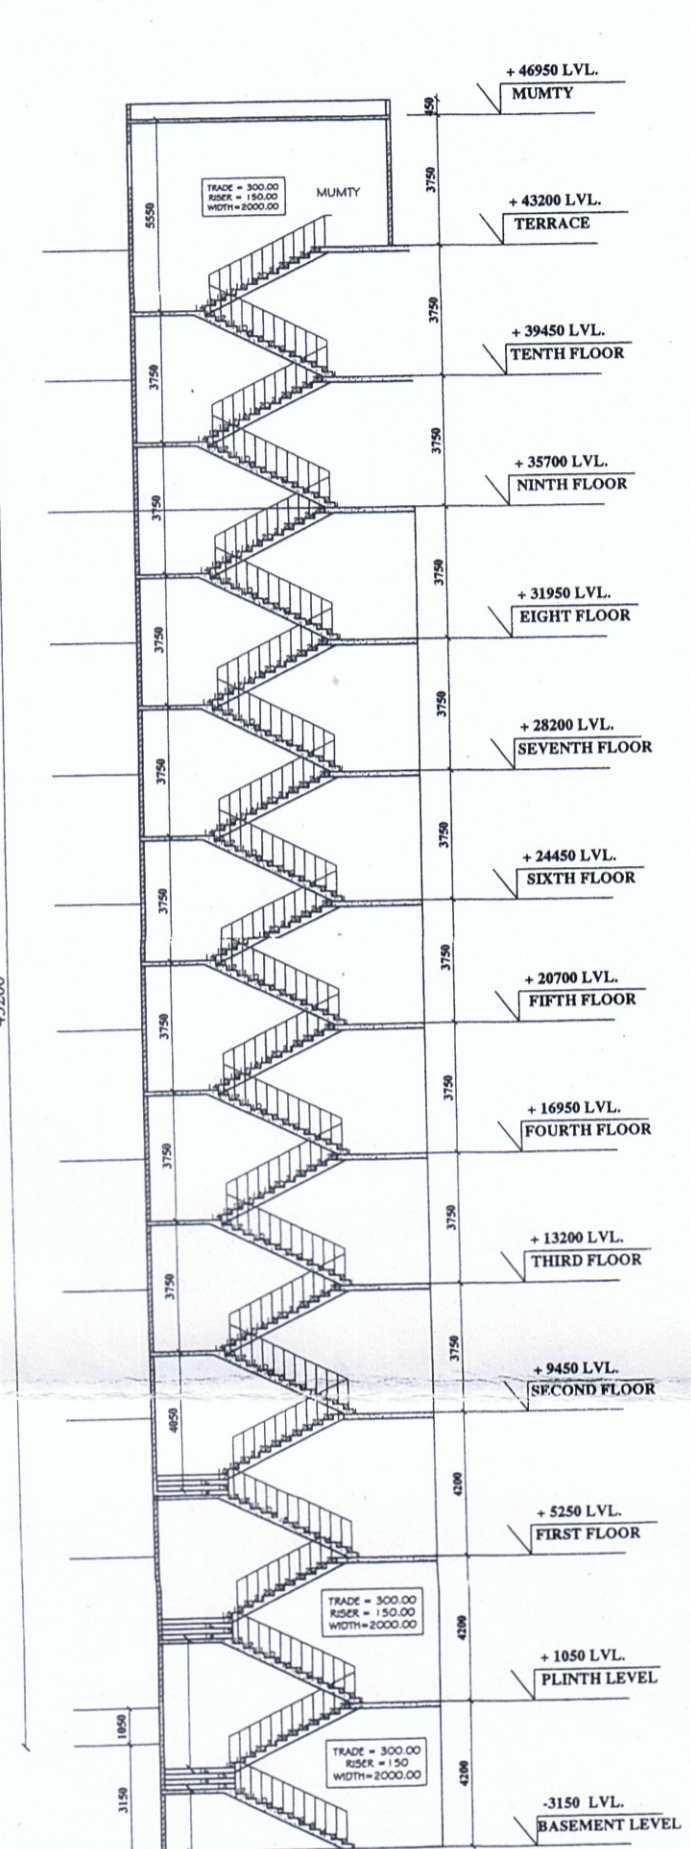 + 46950 LVL.
MUMTY
450
3750
TRADE = 300.00
RISER = 150.00
WIDTH=2000.00
MUMTY
5550
+ 43200 LVL.
TERRACE
3750
+ 39450 LVL.
TENTH FLOOR
3750
3750
+ 35700 LVL.
NINTH FLOOR
3750
3750
+ 31950 LVL.
EIGHT FLOOR
3750
3750
+ 28200 LVL.
SEVENTH FLOOR
3750
3750
+ 24450 LVL.
SIXTH FLOOR
3750
3750
+ 20700 LVL.
FIFTH FLOOR
3750
3750
+ 16950 LVL.
FOURTH FLOOR
3750
3750
+ 13200 LVL.
THIRD FLOOR
3750
3750
+ 9450 LVL.
SECOND FLOOR
4050
4200
+ 5250 LVL.
FIRST FLOOR
TRADE = 300.00
RISER = 150.00
WIDTH=2000.00
4200
+ 1050 LVL.
PLINTH LEVEL
1050
TRADE = 300.00
RISER = 150
WIDTH=2000.00
4200
3150
-3150 LVL.
BASEMENT LEVEL